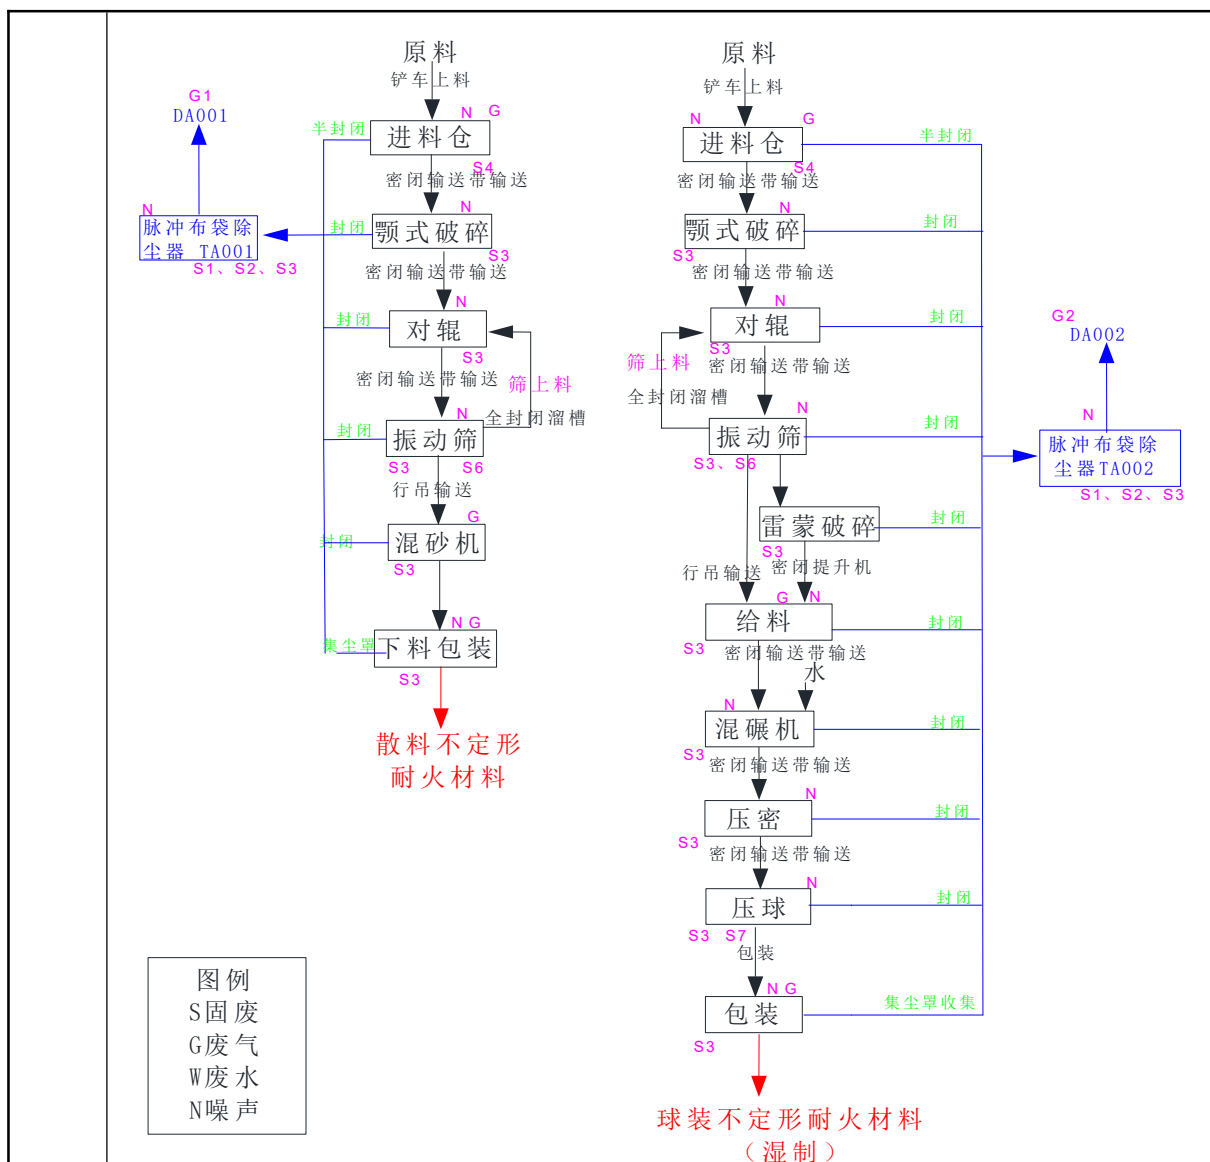 原料
铲车上料
N G
半封闭
进料仓
S4
密闭输送带输送
G1
DA001
N
脉冲布袋除
尘器 TA001
S1、S2、S3
N
封闭
颚式破碎
S3
密闭输送带输送
N
封闭
对辊
S3
密闭输送带输送
筛上料
N
全封闭溜槽
封闭
振动筛
S3 S6
行吊输送
G
封闭
混砂机
S3
N G
集尘罩
下料包装
S3
散料不定形
耐火材料
原料
铲车上料
N G
进料仓
半封闭
S4
密闭输送带输送
N
颚式破碎
封闭
S3
密闭输送带输送
N
对辊
封闭
S3
密闭输送带输送
筛上料
全封闭溜槽
N
振动筛
封闭
S3、S6
雷蒙破碎
封闭
S3
密闭提升机
行吊输送
G N
给料
封闭
S3
密闭输送带输送
水
N
混碾机
封闭
S3
密闭输送带输送
N
压密
封闭
S3
密闭输送带输送
N
压球
封闭
S3 S7
包装
N G
包装
集尘罩收集
S3
球装不定形耐火材料
（湿制）
G2
DA002
N
脉冲布袋除
尘器TA002
S1、S2、S3
图例
S固废
G废气
W废水
N噪声